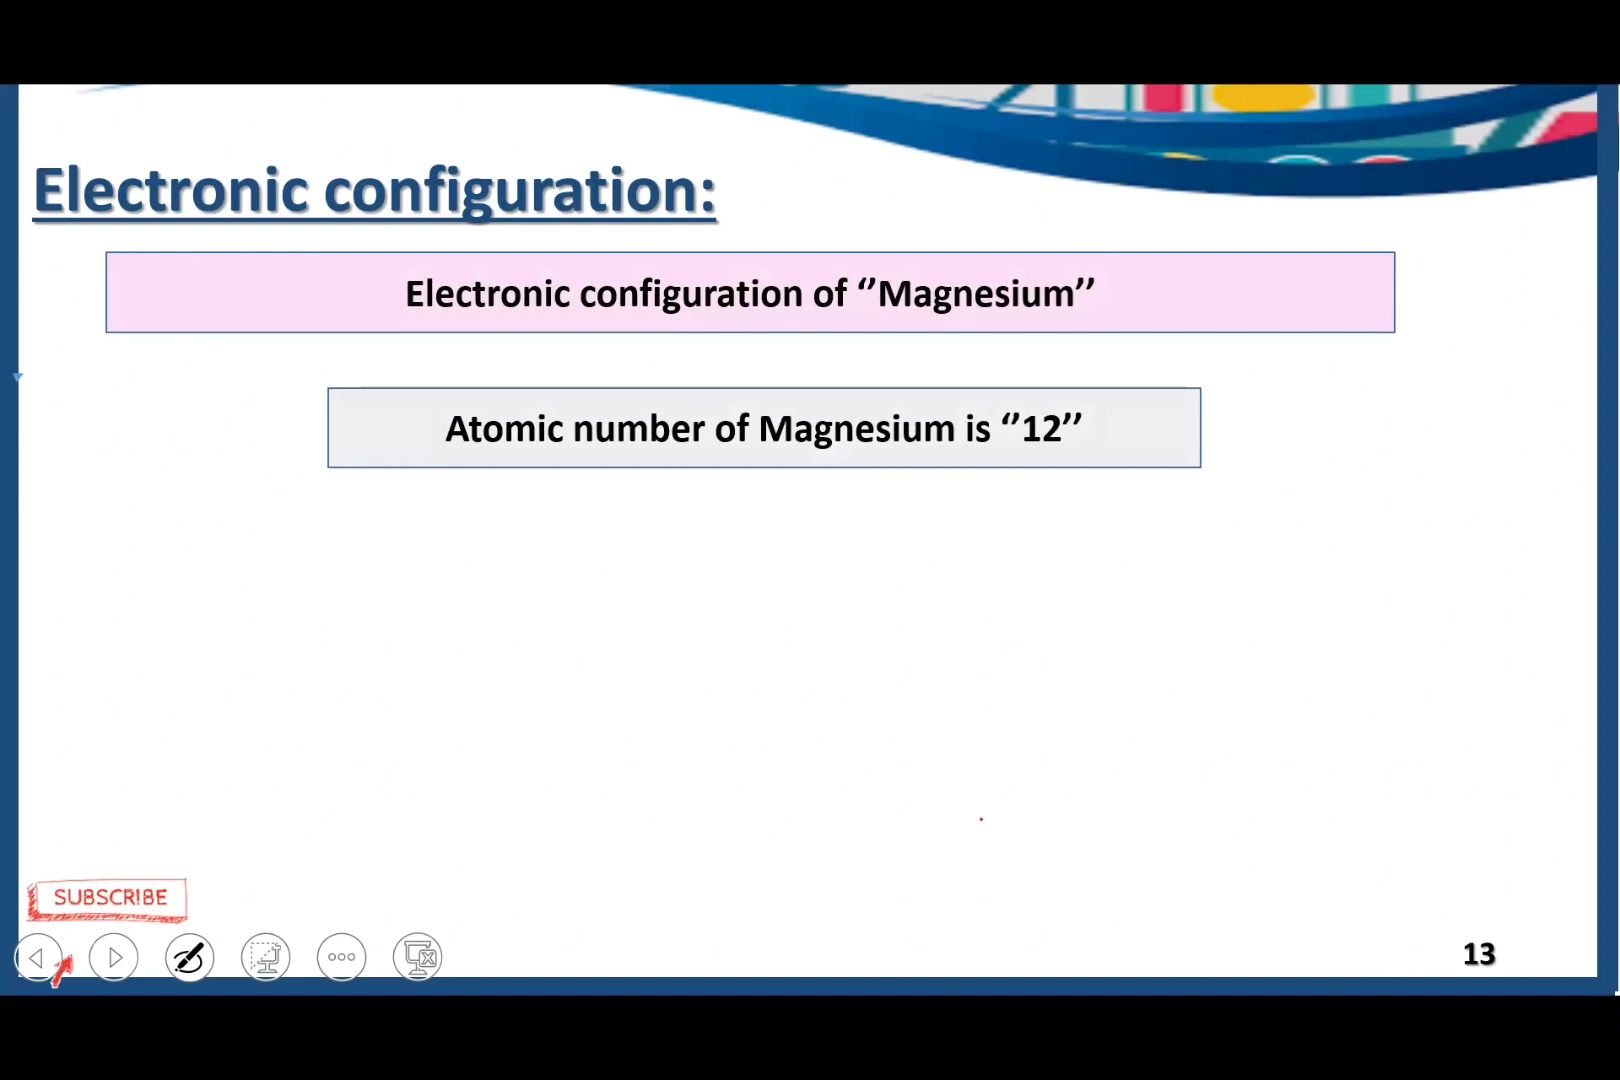 Electronic configuration:
Electronic configuration of ‘’Magnesium’’
Atomic number of Magnesium is ‘’12’’
SUBSCRIBE
13